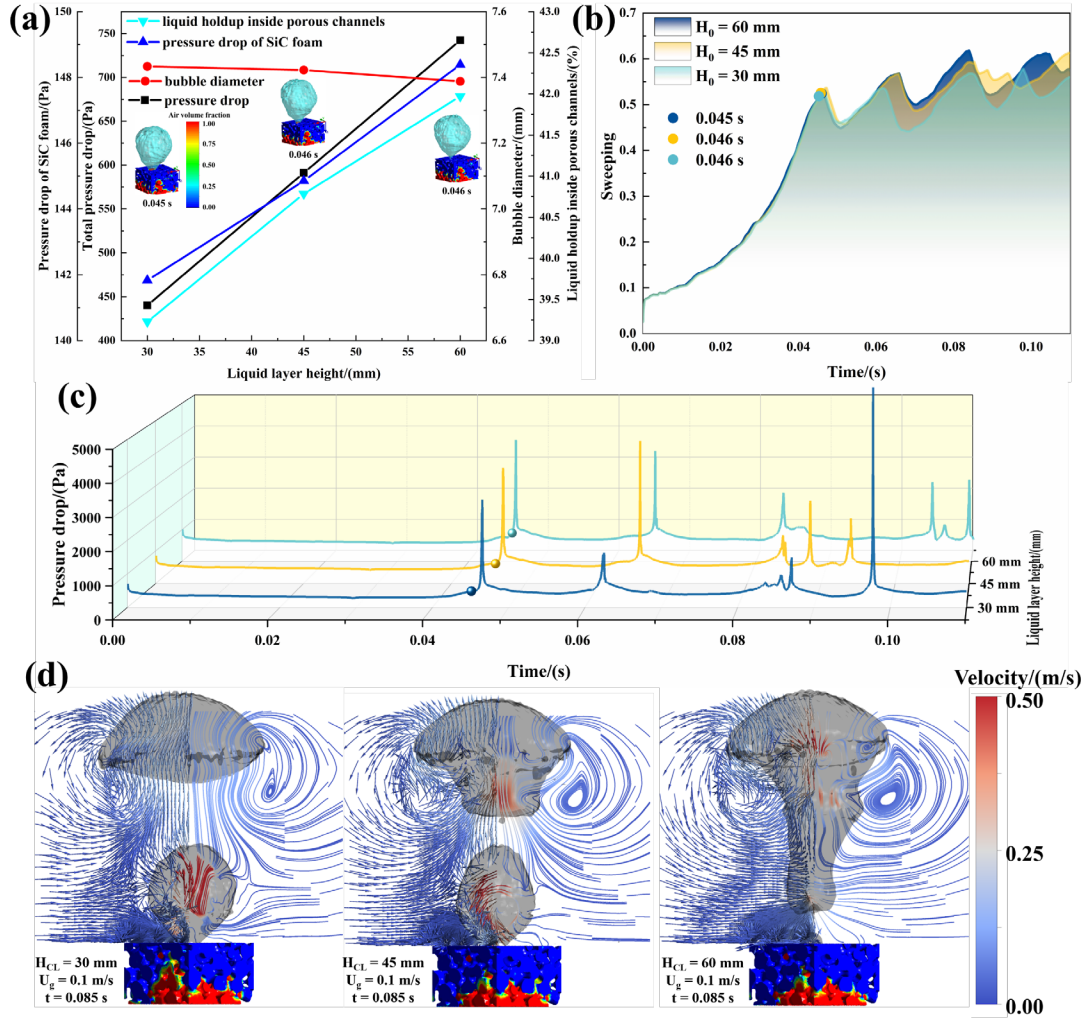 (a)
liquid holdup inside porous channels
pressure drop of SiC foam
bubble diameter
pressure drop
Air volume fraction
1.00
0.75
0.50
0.25
0.00
0.045 s
0.046 s
0.046 s
Pressure drop of SiC foam/(Pa)
150
148
146
144
142
140
Total pressure drop/(Pa)
750
700
650
600
550
500
450
400
30 35 40 45 50 55 60
Liquid layer height/(mm)
7.6
7.4
7.2
7.0
6.8
6.6
Bubble diameter/(mm)
43.0
42.5
42.0
41.5
41.0
40.5
40.0
39.5
39.0
Liquid holdup inside porous channels/(%)
(b)
H0 = 60 mm
H0 = 45 mm
H0 = 30 mm
0.045 s
0.046 s
0.046 s
Sweeping
0.7
0.6
0.5
0.4
0.3
0.2
0.1
0.0
0.00 0.02 0.04 0.06 0.08 0.10
Time/(s)
(c)
Pressure drop/(Pa)
5000
4000
3000
2000
1000
0
0.00 0.02 0.04 0.06 0.08 0.10
Time/(s)
60 mm
45 mm
30 mm
Liquid layer height/(mm)
(d)
HCL = 30 mm
Ug = 0.1 m/s
t = 0.085 s
HCL = 45 mm
Ug = 0.1 m/s
t = 0.085 s
HCL = 60 mm
Ug = 0.1 m/s
t = 0.085 s
Velocity/(m/s)
0.50
0.25
0.00